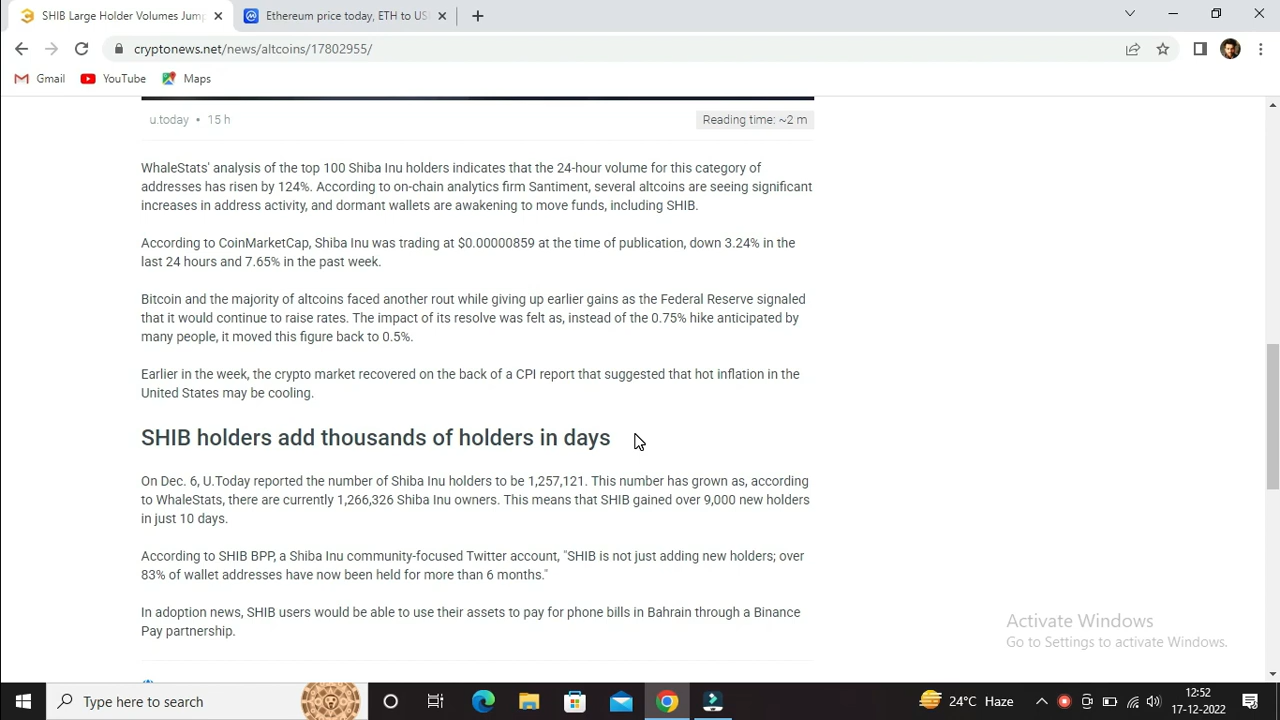 SHIB Large Holder Volumes Jump
Ethereum price today, ETH to US
cryptonews.net/news/altcoins/17802955/
Gmail
YouTube
Maps
u.today • 15 h
Reading time: ~2 m
WhaleStats' analysis of the top 100 Shiba Inu holders indicates that the 24-hour volume for this category of
addresses has risen by 124%. According to on-chain analytics firm Santiment, several altcoins are seeing significant
increases in address activity, and dormant wallets are awakening to move funds, including SHIB.
According to CoinMarketCap, Shiba Inu was trading at $0.00000859 at the time of publication, down 3.24% in the
last 24 hours and 7.65% in the past week.
Bitcoin and the majority of altcoins faced another rout while giving up earlier gains as the Federal Reserve signaled
that it would continue to raise rates. The impact of its resolve was felt as, instead of the 0.75% hike anticipated by
many people, it moved this figure back to 0.5%.
Earlier in the week, the crypto market recovered on the back of a CPI report that suggested that hot inflation in the
United States may be cooling.
SHIB holders add thousands of holders in days
On Dec. 6, U.Today reported the number of Shiba Inu holders to be 1,257,121. This number has grown as, according
to WhaleStats, there are currently 1,266,326 Shiba Inu owners. This means that SHIB gained over 9,000 new holders
in just 10 days.
According to SHIB BPP, a Shiba Inu community-focused Twitter account, "SHIB is not just adding new holders; over
83% of wallet addresses have now been held for more than 6 months."
In adoption news, SHIB users would be able to use their assets to pay for phone bills in Bahrain through a Binance
Pay partnership.
Activate Windows
Go to Settings to activate Windows.
Type here to search
24°C Haze
12:52
17-12-2022